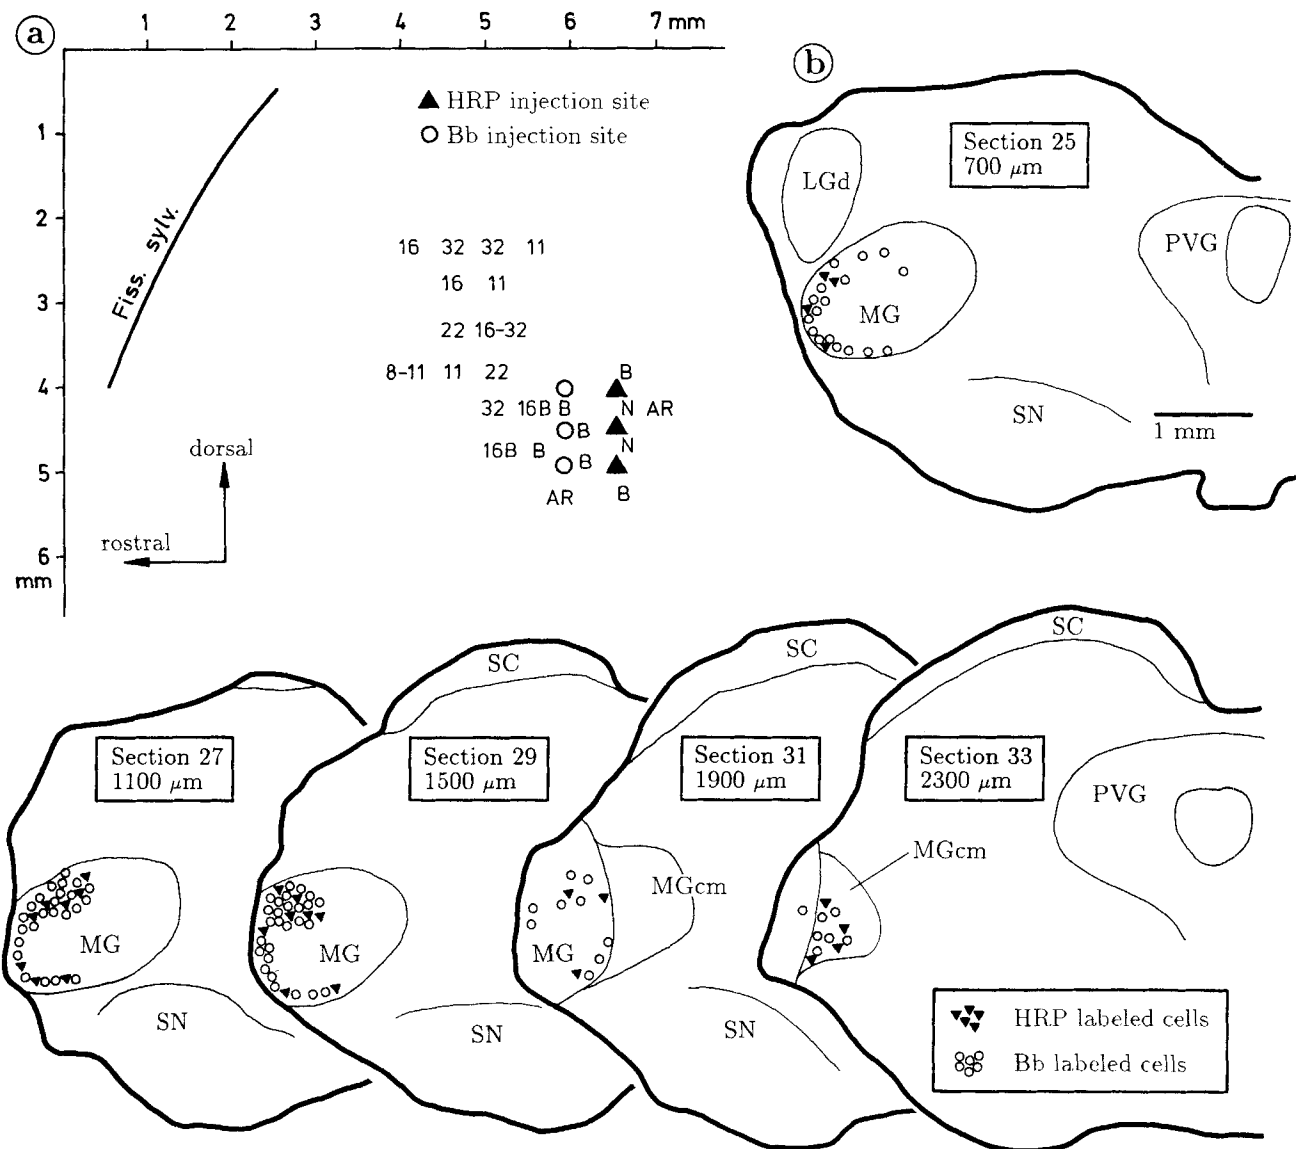 a
1 2 3 4 5 6 7 mm
1
2
3
4
5
6
mm
Fiss. sylv.
▲ HRP injection site
○ Bb injection site
16 32 32 11
16 11
22 16-32
8-11 11 22 B
32 16B B N AR
B
16B B B N
AR B
dorsal
rostral
b
Section 25
700 µm
LGd
PVG
MG
SN
1 mm
Section 27
1100 µm
MG
SN
SC
Section 29
1500 µm
MG
SN
SC
Section 31
1900 µm
MGcm
MG
SN
SC
Section 33
2300 µm
PVG
MGcm
HRP labeled cells
Bb labeled cells